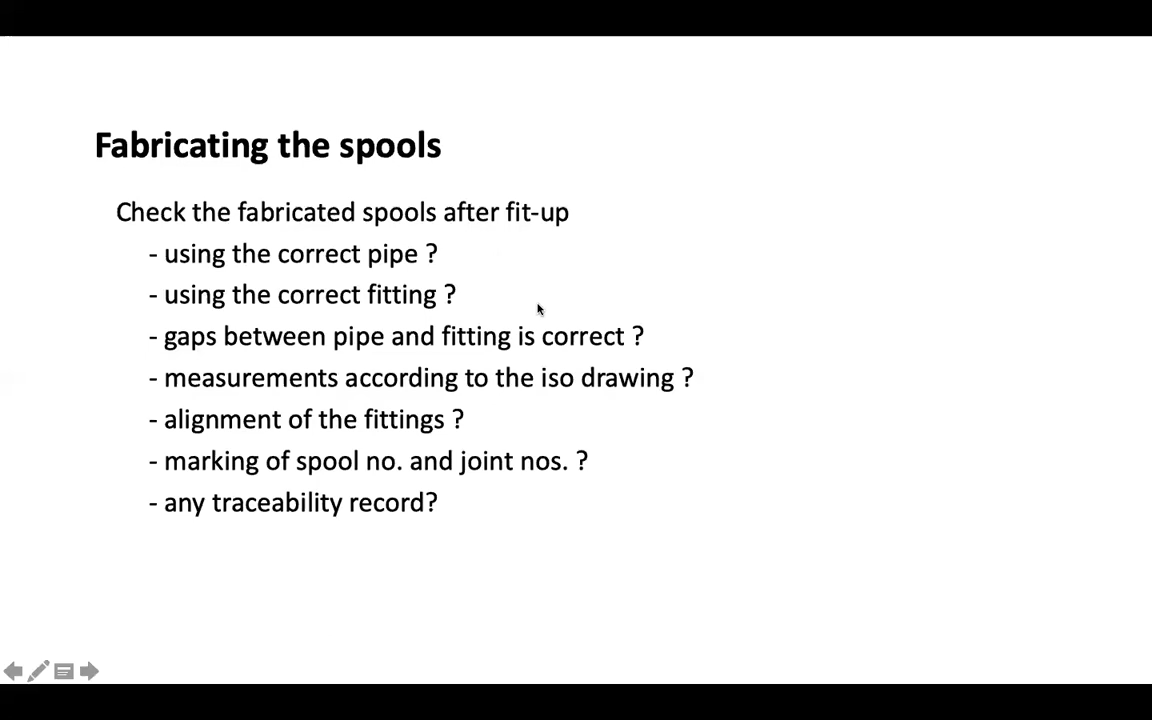 Fabricating the spools
Check the fabricated spools after fit-up
- using the correct pipe ?
- using the correct fitting ?
- gaps between pipe and fitting is correct ?
- measurements according to the iso drawing ?
- alignment of the fittings ?
- marking of spool no. and joint nos. ?
- any traceability record?